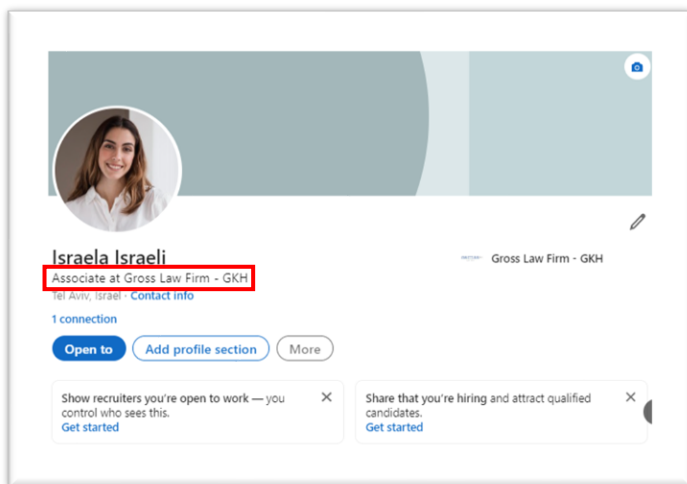 Israela Israeli
Gross Law Firm - GKH
Associate at Gross Law Firm - GKH
Tel Aviv, Israel · Contact info
1 connection
Open to
Add profile section
More
Show recruiters you're open to work — you
control who sees this.
Get started
Share that you're hiring and attract qualified
candidates.
Get started